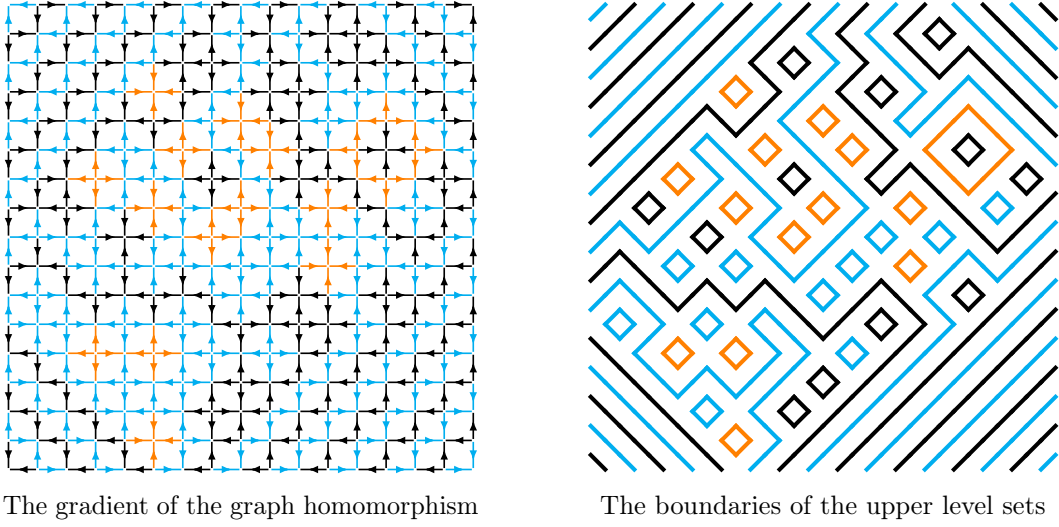 The gradient of the graph homomorphism
The boundaries of the upper level sets